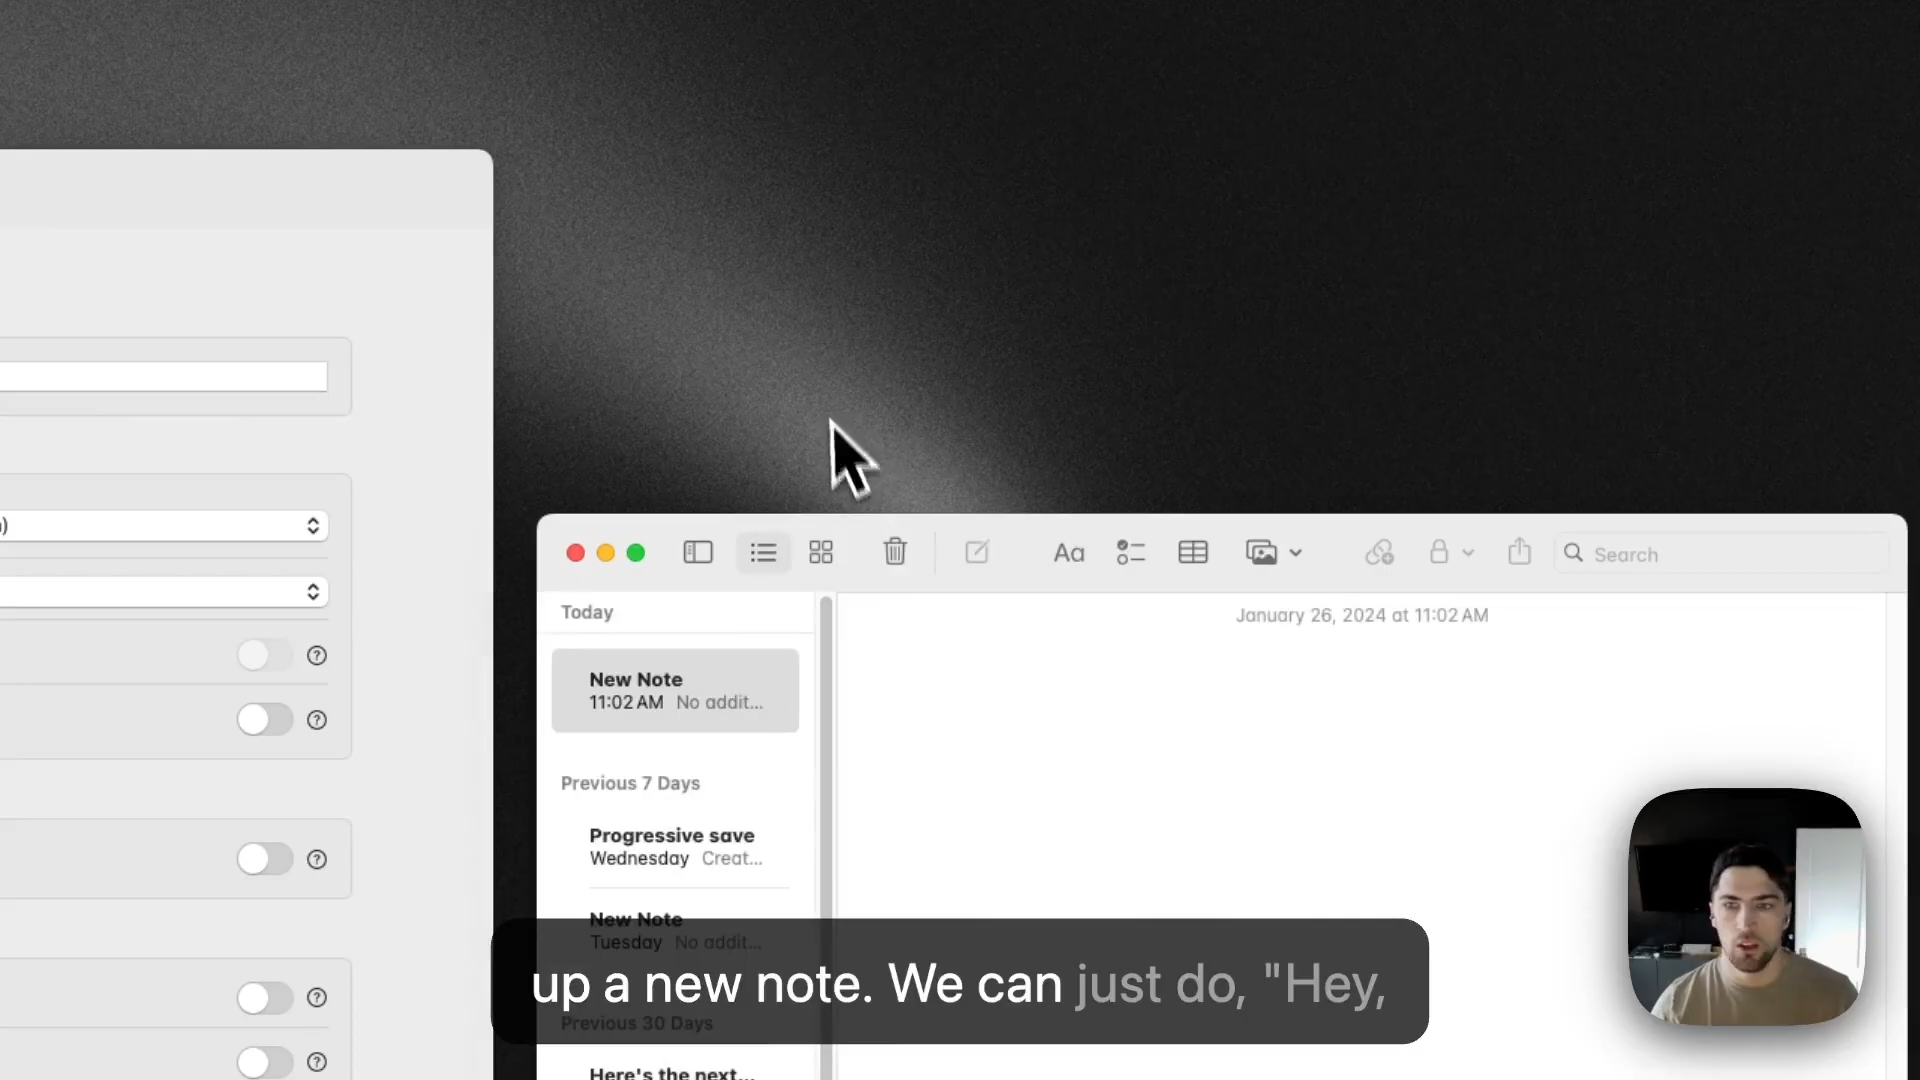 )
Aa
Search
Today
January 26, 2024 at 11:02 AM
New Note
11:02 AM No addit...
Previous 7 Days
Progressive save
Wednesday Creat...
New Note
Tuesday No addit...
up a new note. We can just do, "Hey,
Previous 30 Days
Here's the next...